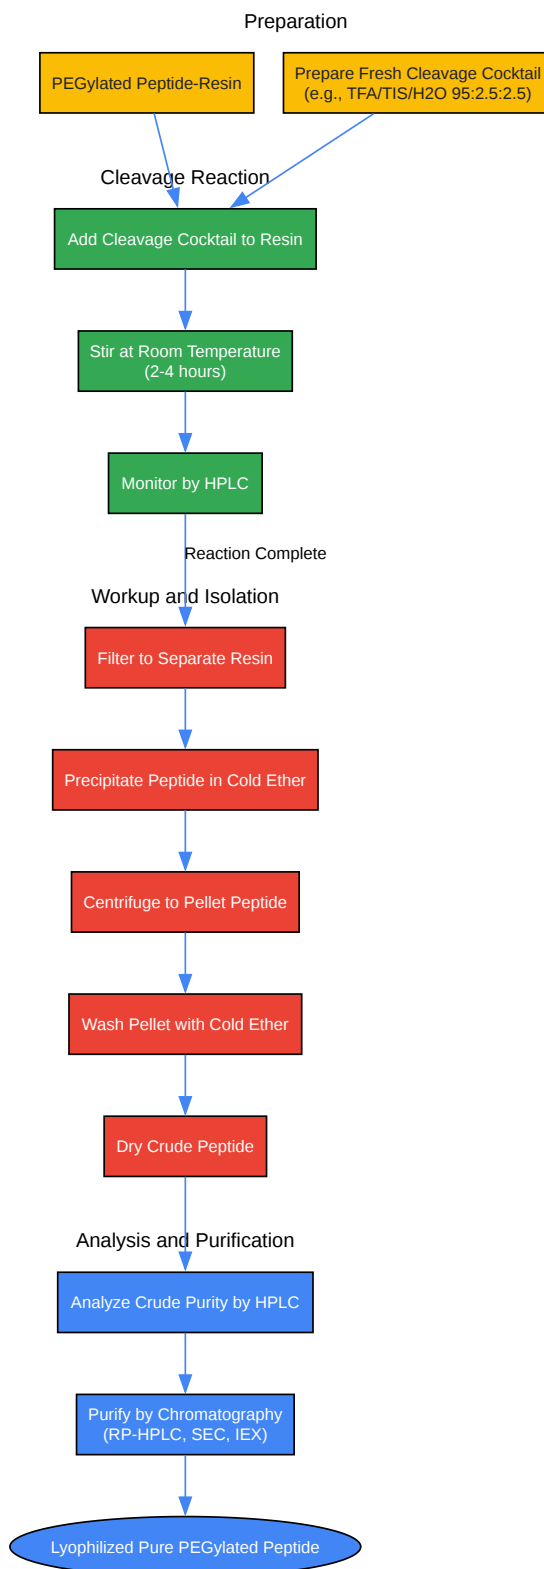 Preparation
PEGylated Peptide-Resin
Prepare Fresh Cleavage Cocktail
(e.g., TFA/TIS/H2O 95:2.5:2.5)
Cleavage Reaction
Add Cleavage Cocktail to Resin
Stir at Room Temperature
(2-4 hours)
Monitor by HPLC
Reaction Complete
Workup and Isolation
Filter to Separate Resin
Precipitate Peptide in Cold Ether
Centrifuge to Pellet Peptide
Wash Pellet with Cold Ether
Dry Crude Peptide
Analysis and Purification
Analyze Crude Purity by HPLC
Purify by Chromatography
(RP-HPLC, SEC, IEX)
Lyophilized Pure PEGylated Peptide